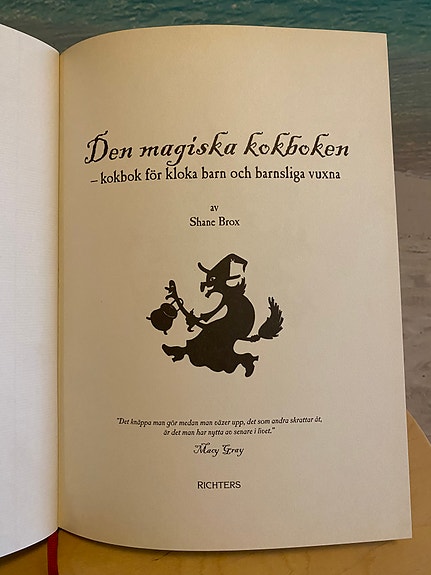 Den magiska kokboken
– kokbok för kloka barn och barnsliga vuxna
av
Shane Brox
"Det knäppa man gör medan man växer upp, det som andra skrattar åt,
är det man har nytta av senare i livet."
Macy Gray
RICHTERS